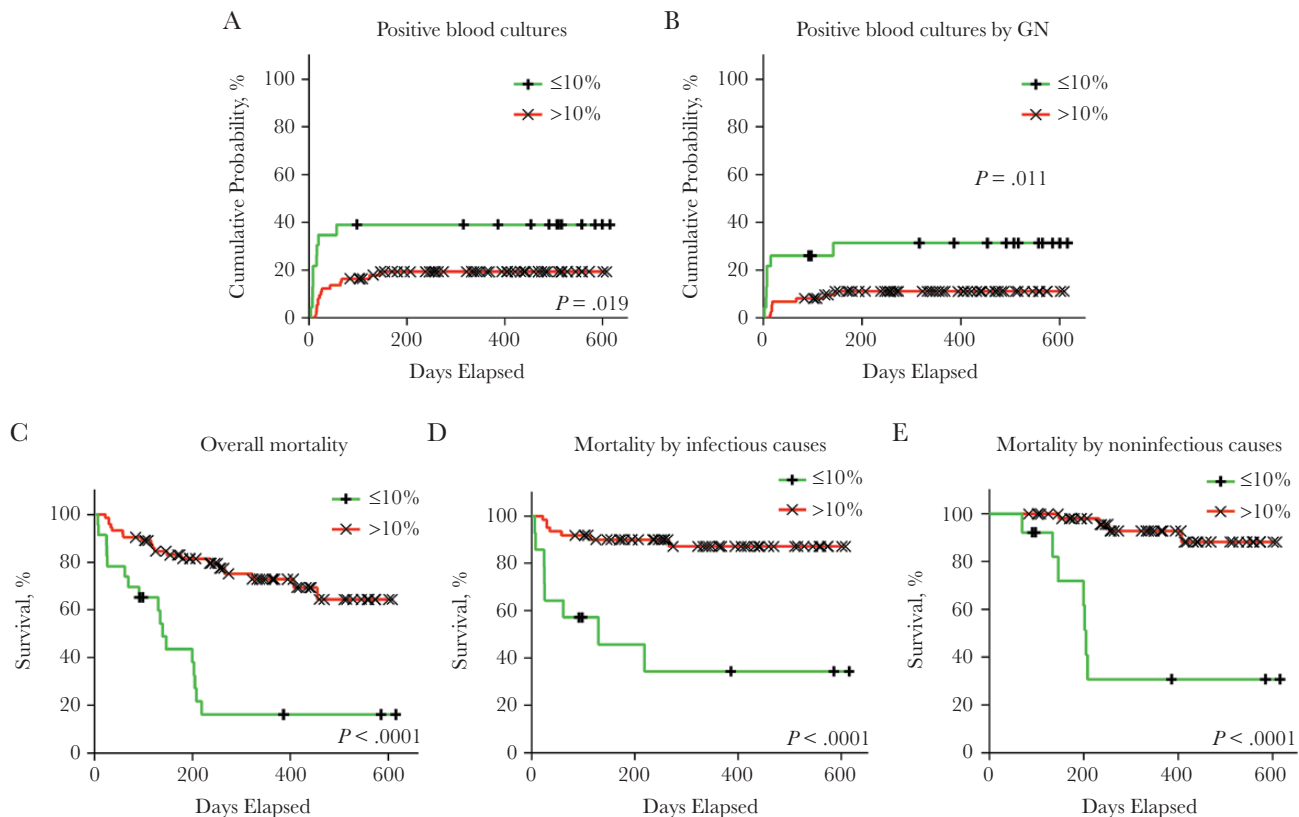 A
Positive blood cultures
Cumulative Probability, %
100
80
60
40
20
0
≤10%
>10%
P = .019
0
200
400
600
Days Elapsed
B
Positive blood cultures by GN
Cumulative Probability, %
100
80
60
40
20
0
≤10%
>10%
P = .011
0
200
400
600
Days Elapsed
C
Overall mortality
Survival, %
100
80
60
40
20
0
≤10%
>10%
P < .0001
0
200
400
600
Days Elapsed
D
Mortality by infectious causes
Survival, %
100
80
60
40
20
0
≤10%
>10%
P < .0001
0
200
400
600
Days Elapsed
E
Mortality by noninfectious causes
Survival, %
100
80
60
40
20
0
≤10%
>10%
P < .0001
0
200
400
600
Days Elapsed